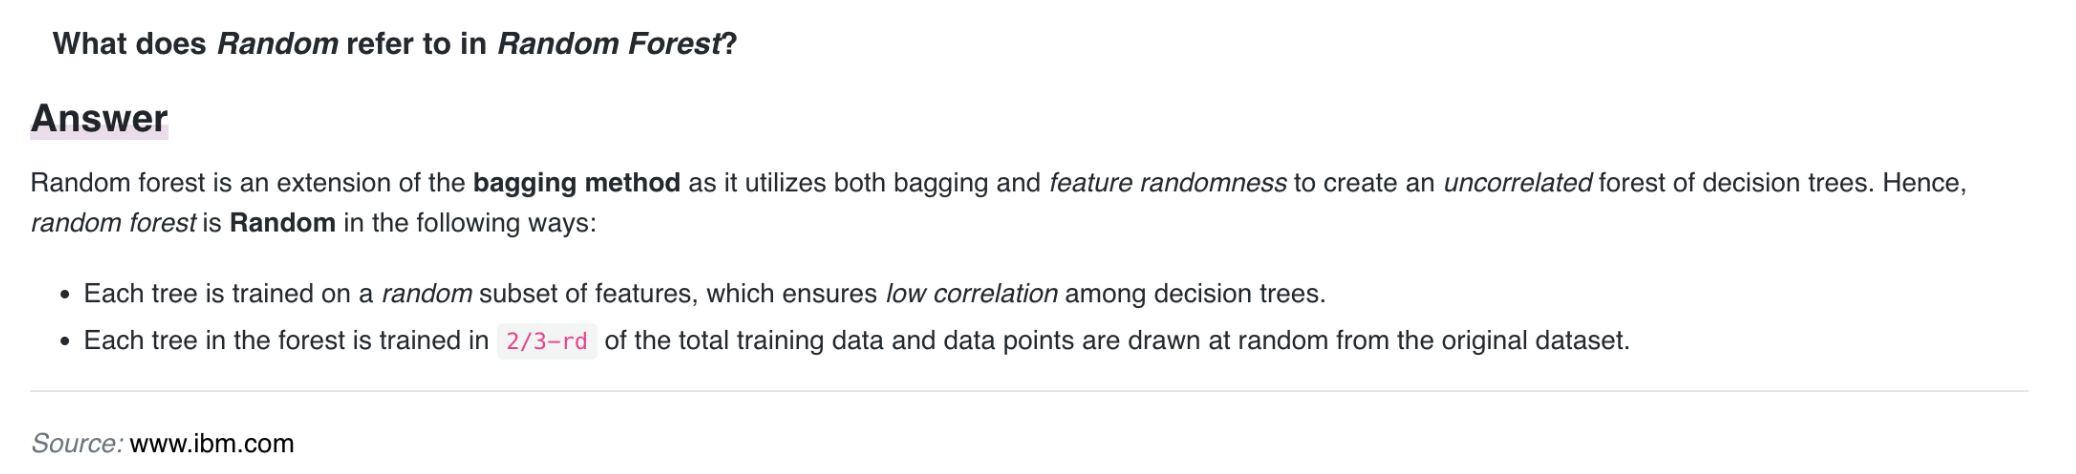 What does Random refer to in Random Forest?
Answer
Random forest is an extension of the bagging method as it utilizes both bagging and feature randomness to create an uncorrelated forest of decision trees. Hence,
random forest is Random in the following ways:
• Each tree is trained on a random subset of features, which ensures low correlation among decision trees.
• Each tree in the forest is trained in 2/3-rd of the total training data and data points are drawn at random from the original dataset.
Source: www.ibm.com